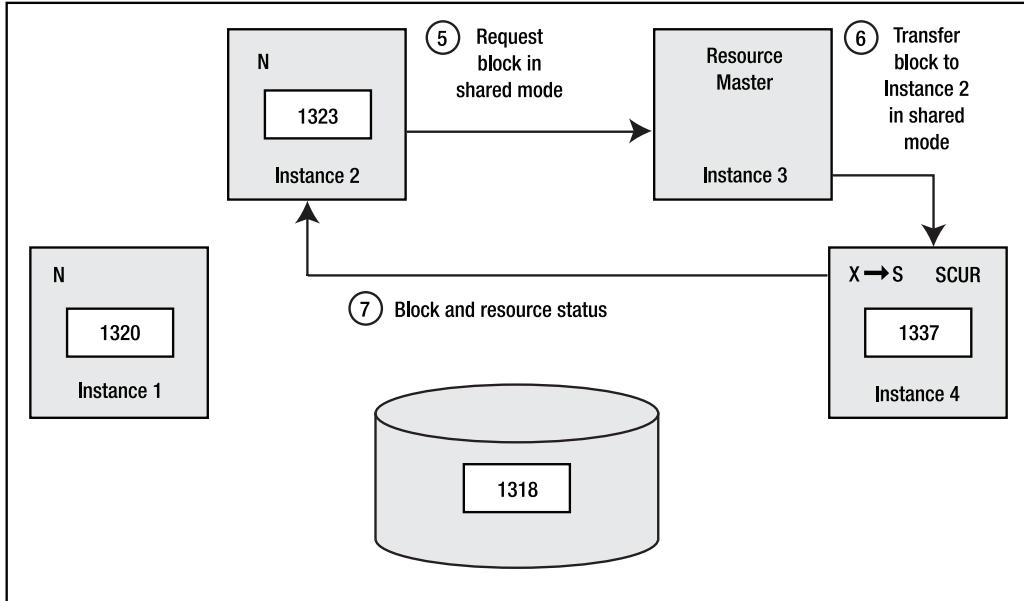 N
1323
Instance 2
5
Request
block in
shared mode
Resource
Master
Instance 3
6
Transfer
block to
Instance 2
in shared
mode
N
1320
Instance 1
7
Block and resource status
X → S SCUR
1337
Instance 4
1318